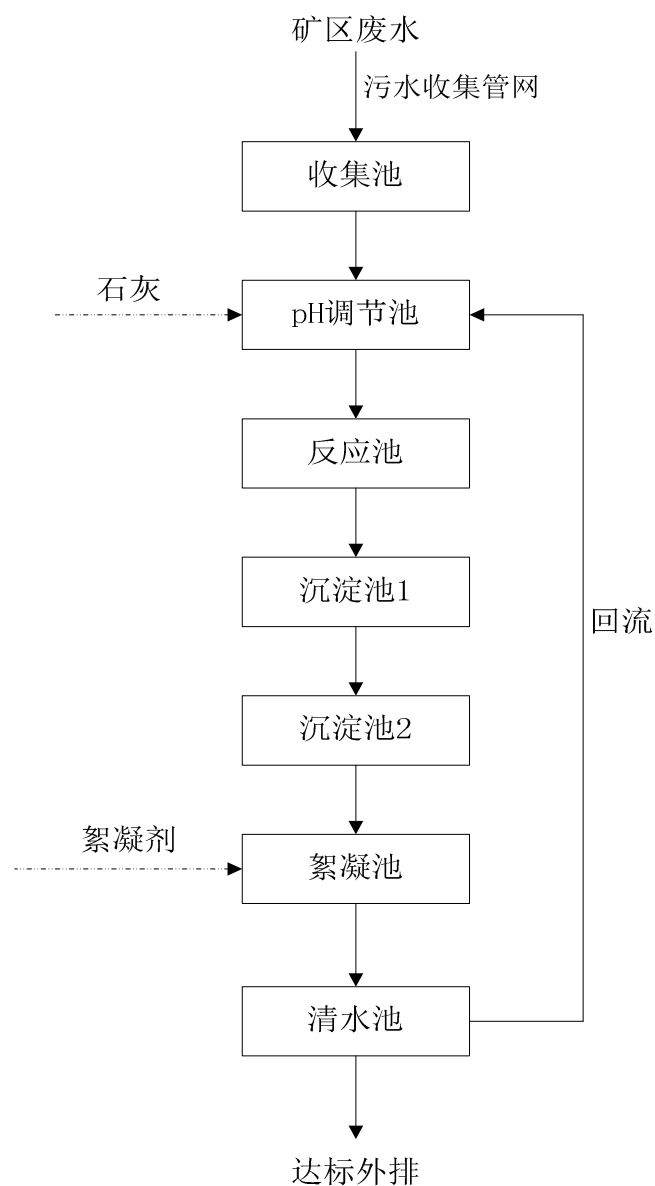 矿区废水
污水收集管网
收集池
石灰
pH调节池
反应池
沉淀池1
回流
沉淀池2
絮凝剂
絮凝池
清水池
达标外排